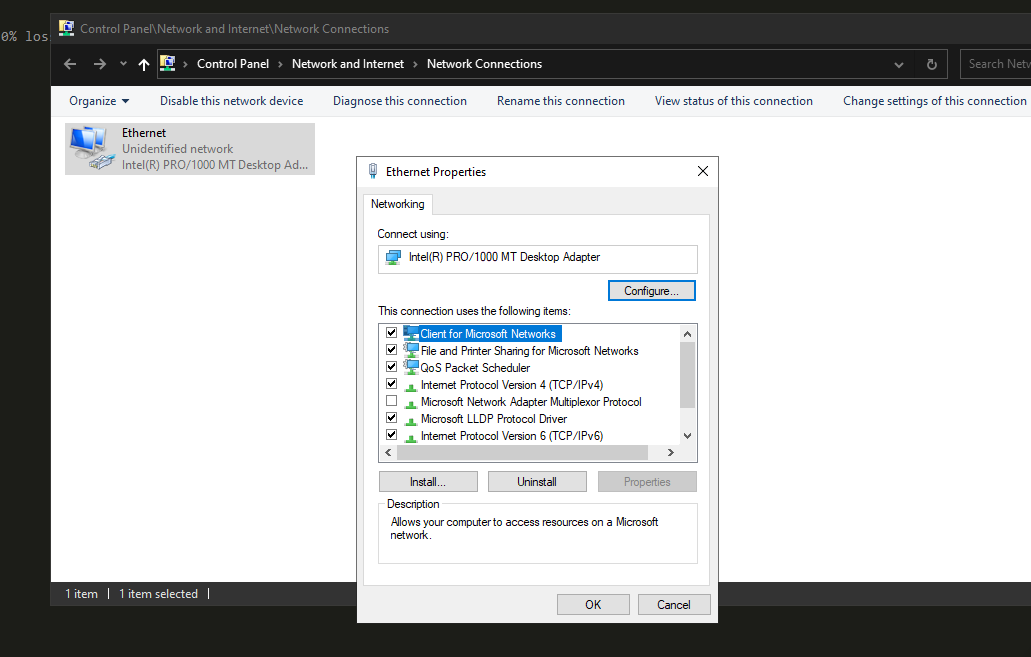 0% los
Control Panel\Network and Internet\Network Connections
Control Panel > Network and Internet > Network Connections
Search Netw
Organize Disable this network device Diagnose this connection Rename this connection View status of this connection Change settings of this connection
Ethernet
Unidentified network
Intel(R) PRO/1000 MT Desktop Ad...
Ethernet Properties
Networking
Connect using:
Intel(R) PRO/1000 MT Desktop Adapter
Configure...
This connection uses the following items:
Client for Microsoft Networks
File and Printer Sharing for Microsoft Networks
QoS Packet Scheduler
Internet Protocol Version 4 (TCP/IPv4)
Microsoft Network Adapter Multiplexor Protocol
Microsoft LLDP Protocol Driver
Internet Protocol Version 6 (TCP/IPv6)
Install... Uninstall Properties
Description
Allows your computer to access resources on a Microsoft
network.
OK Cancel
1 item 1 item selected